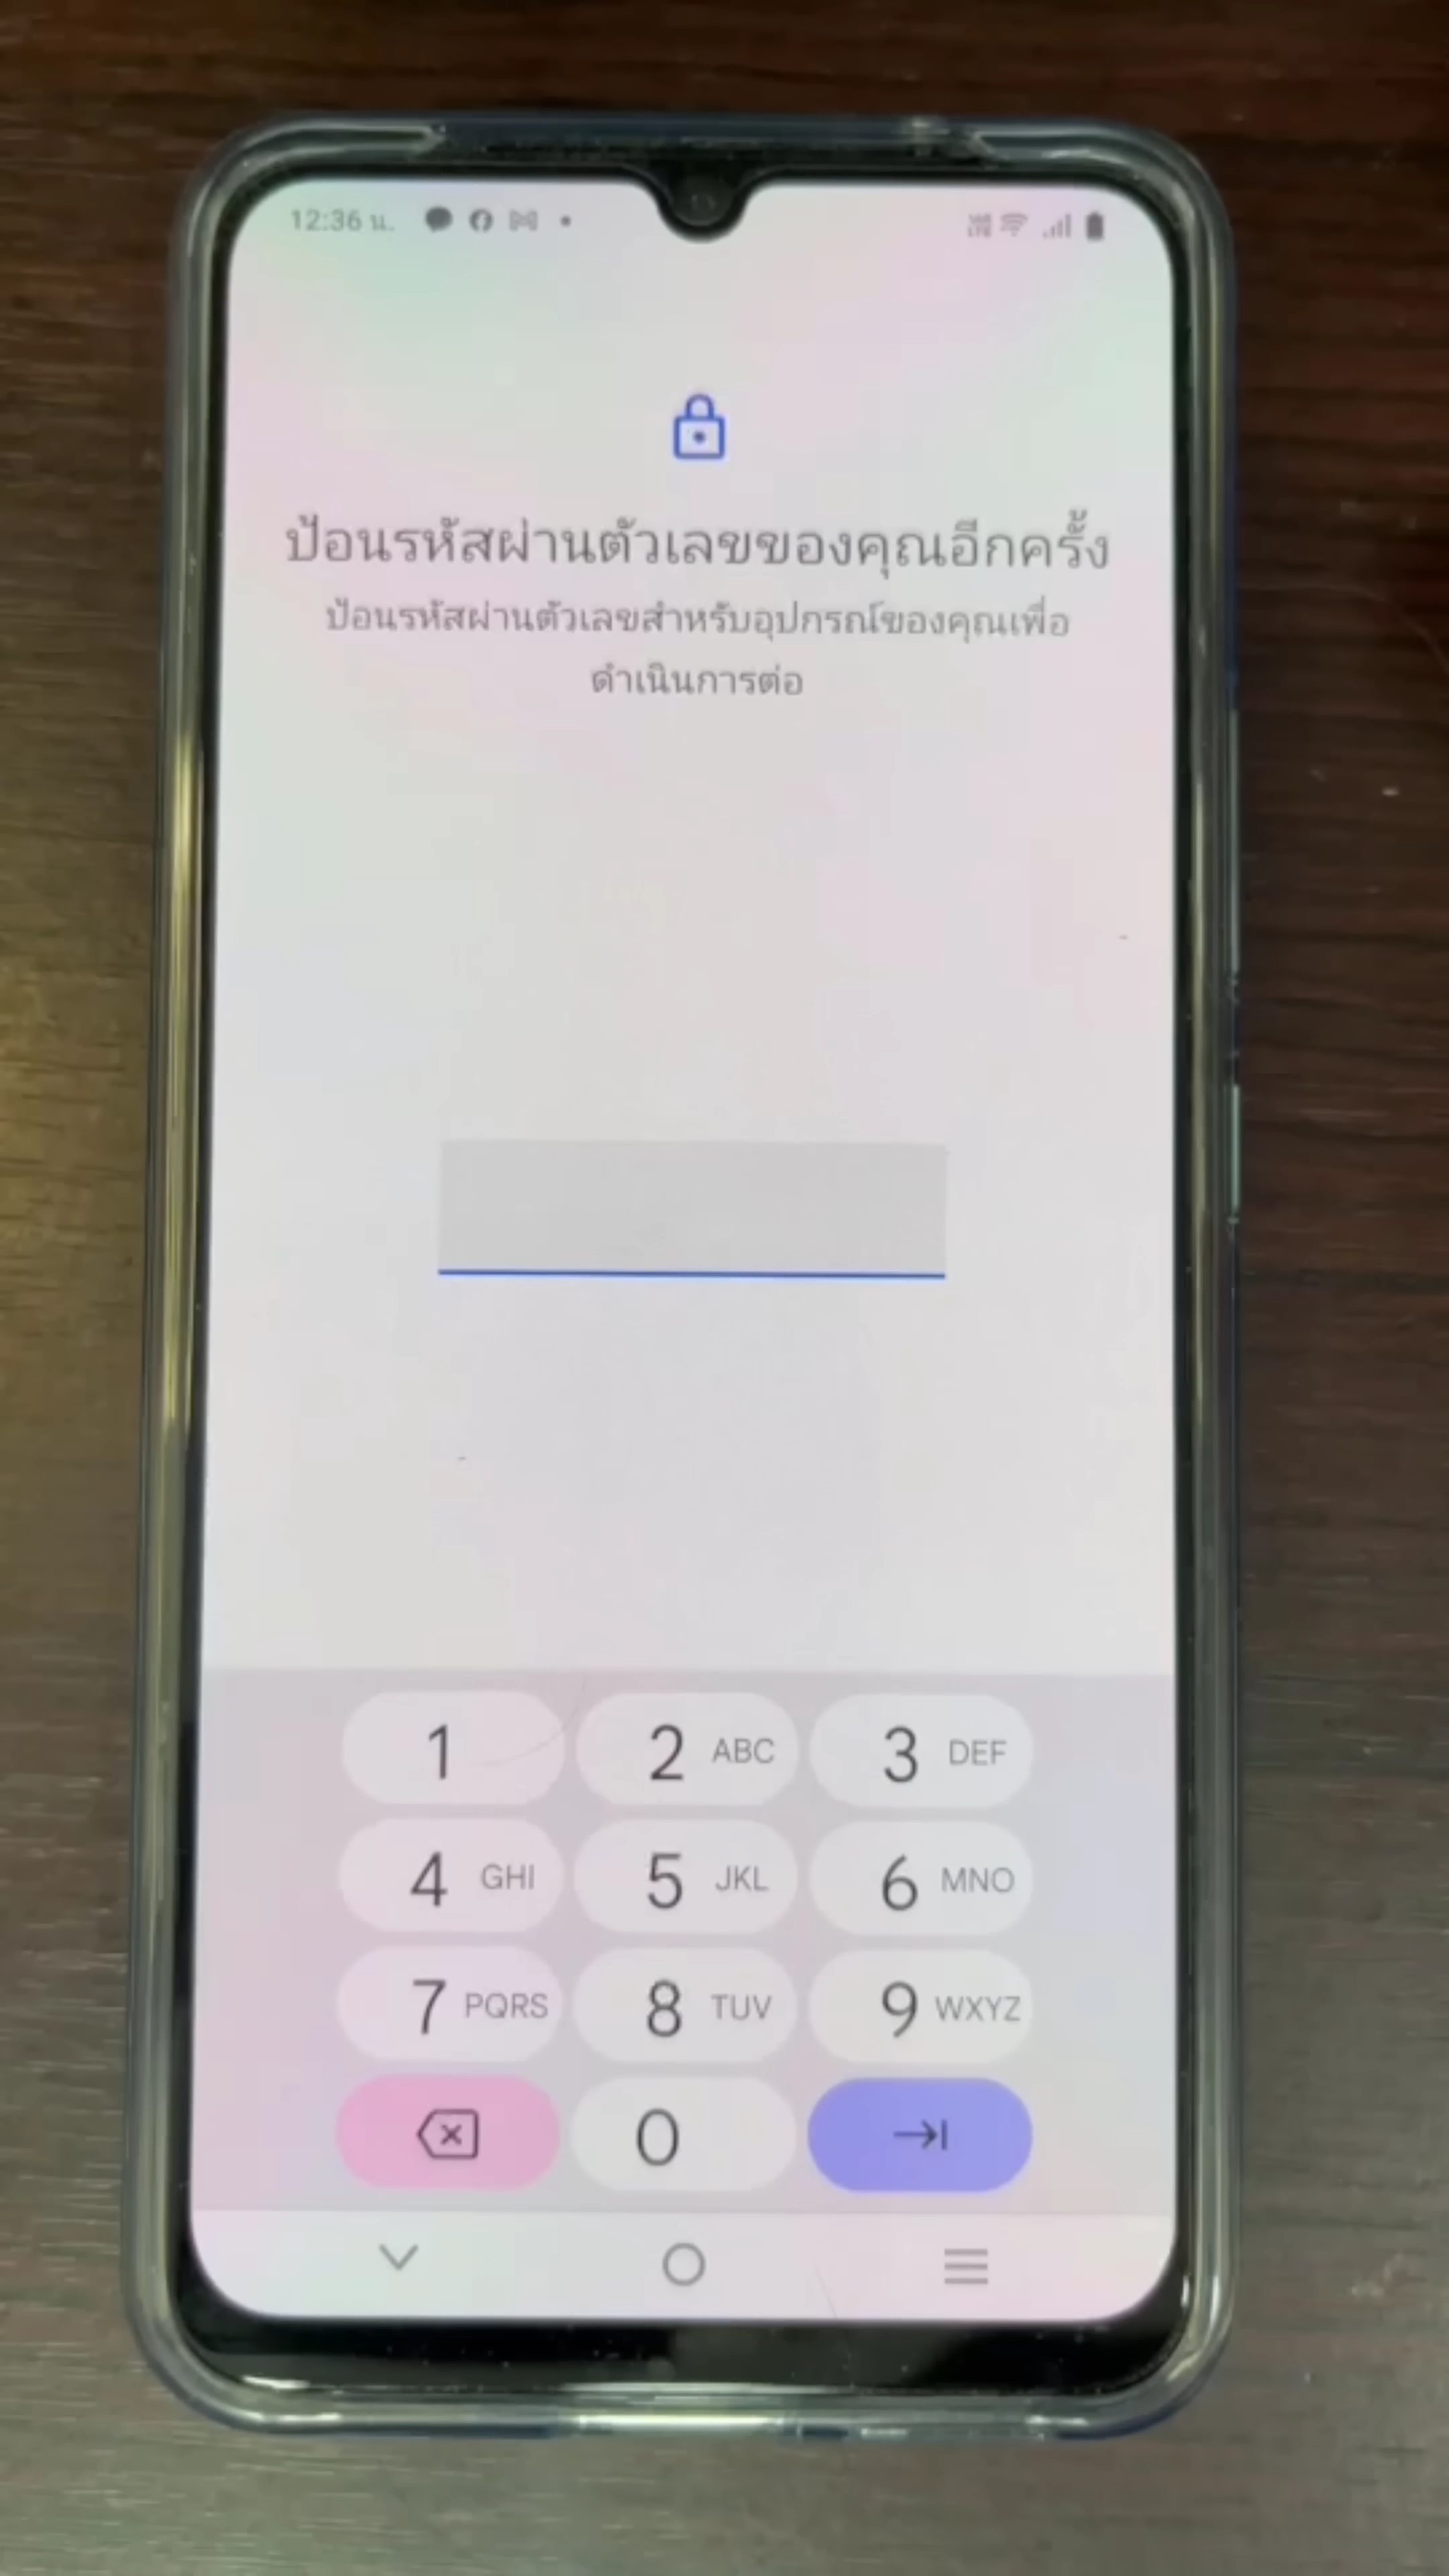 12:36 น.
ป้อนรหัสผ่านตัวเลขของคุณอีกครั้ง
ป้อนรหัสผ่านตัวเลขสำหรับอุปกรณ์ของคุณเพื่อ
ดำเนินการต่อ
1 2 ABC 3 DEF
4 GHI 5 JKL 6 MNO
7 PQRS 8 TUV 9 WXYZ
0